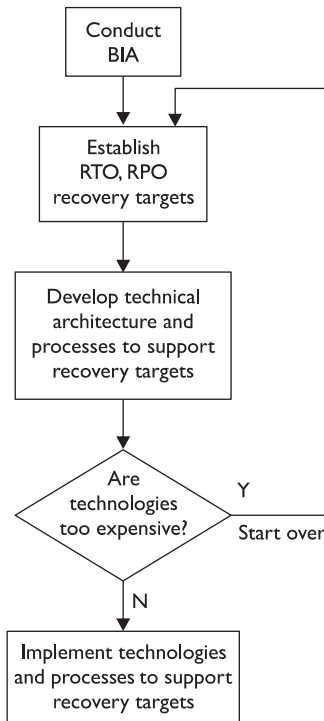 Conduct
BIA
Establish
RTO, RPO
recovery targets
Develop technical
architecture and
processes to support
recovery targets
Are
technologies
too expensive?
Y
Start over
N
Implement technologies
and processes to support
recovery targets